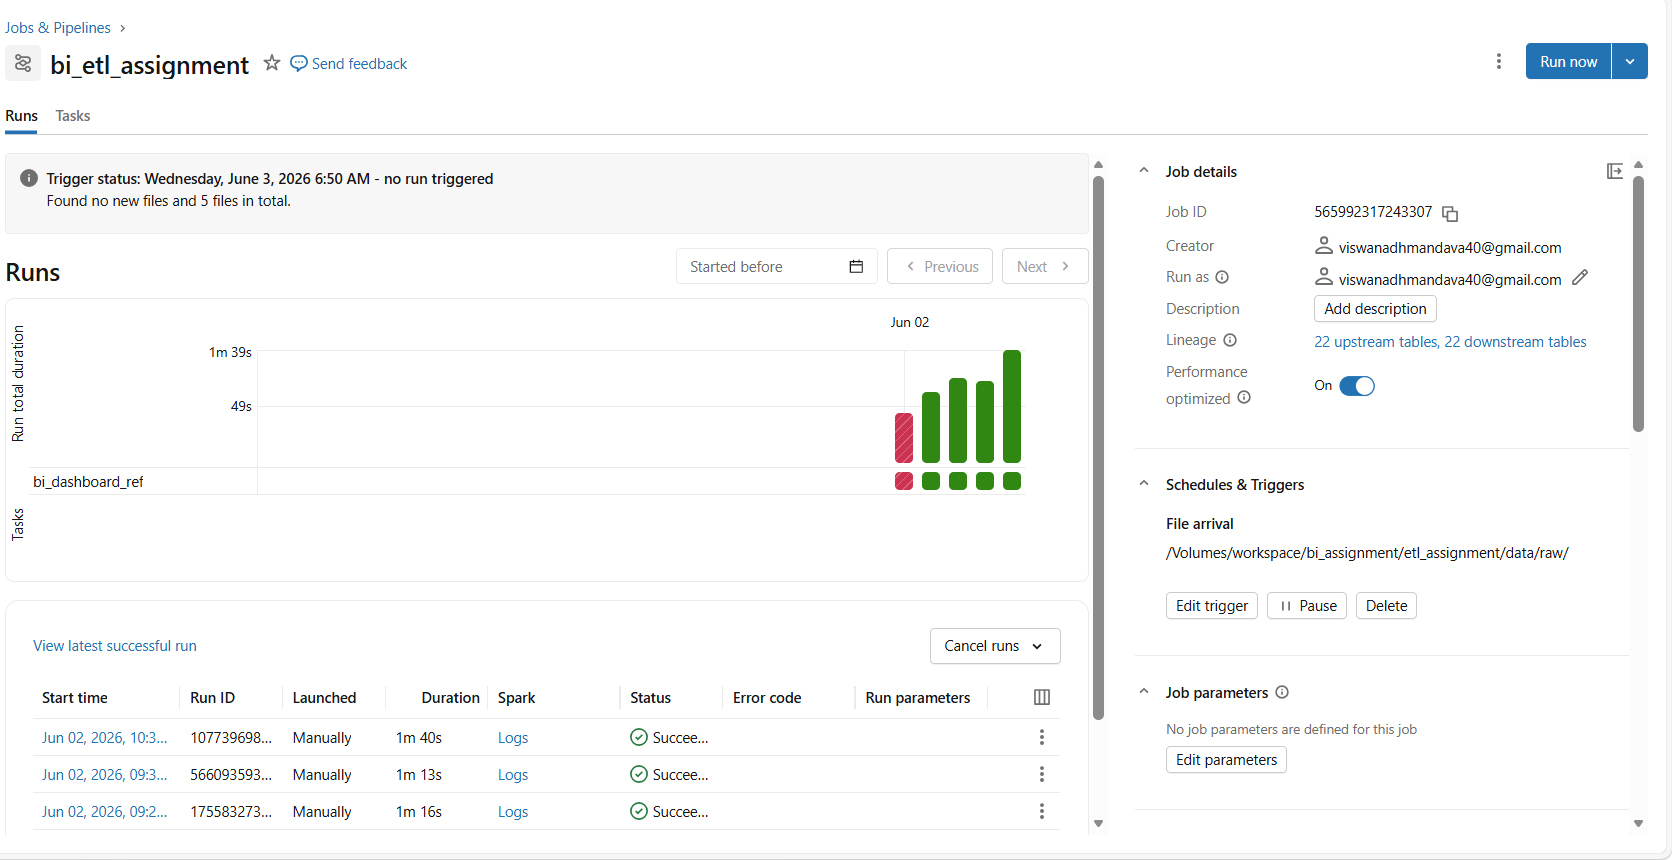 Jobs & Pipelines
bi_etl_assignment
Send feedback
Run now
Runs
Tasks
Trigger status: Wednesday, June 3, 2026 6:50 AM - no run triggered
Found no new files and 5 files in total.
Runs
Started before
Previous
Next
Run total duration
Jun 02
1m 39s
49s
bi_dashboard_ref
Tasks
View latest successful run
Cancel runs
Start time Run ID Launched Duration Spark Status Error code Run parameters
Jun 02, 2026, 10:3... 107739698... Manually 1m 40s Logs Succee...
Jun 02, 2026, 09:3... 566093593... Manually 1m 13s Logs Succee...
Jun 02, 2026, 09:2... 175583273... Manually 1m 16s Logs Succee...
Job details
Job ID 565992317243307
Creator viswanadhmandava40@gmail.com
Run as viswanadhmandava40@gmail.com
Description Add description
Lineage 22 upstream tables, 22 downstream tables
Performance optimized On
Schedules & Triggers
File arrival
/Volumes/workspace/bi_assignment/etl_assignment/data/raw/
Edit trigger Pause Delete
Job parameters
No job parameters are defined for this job
Edit parameters